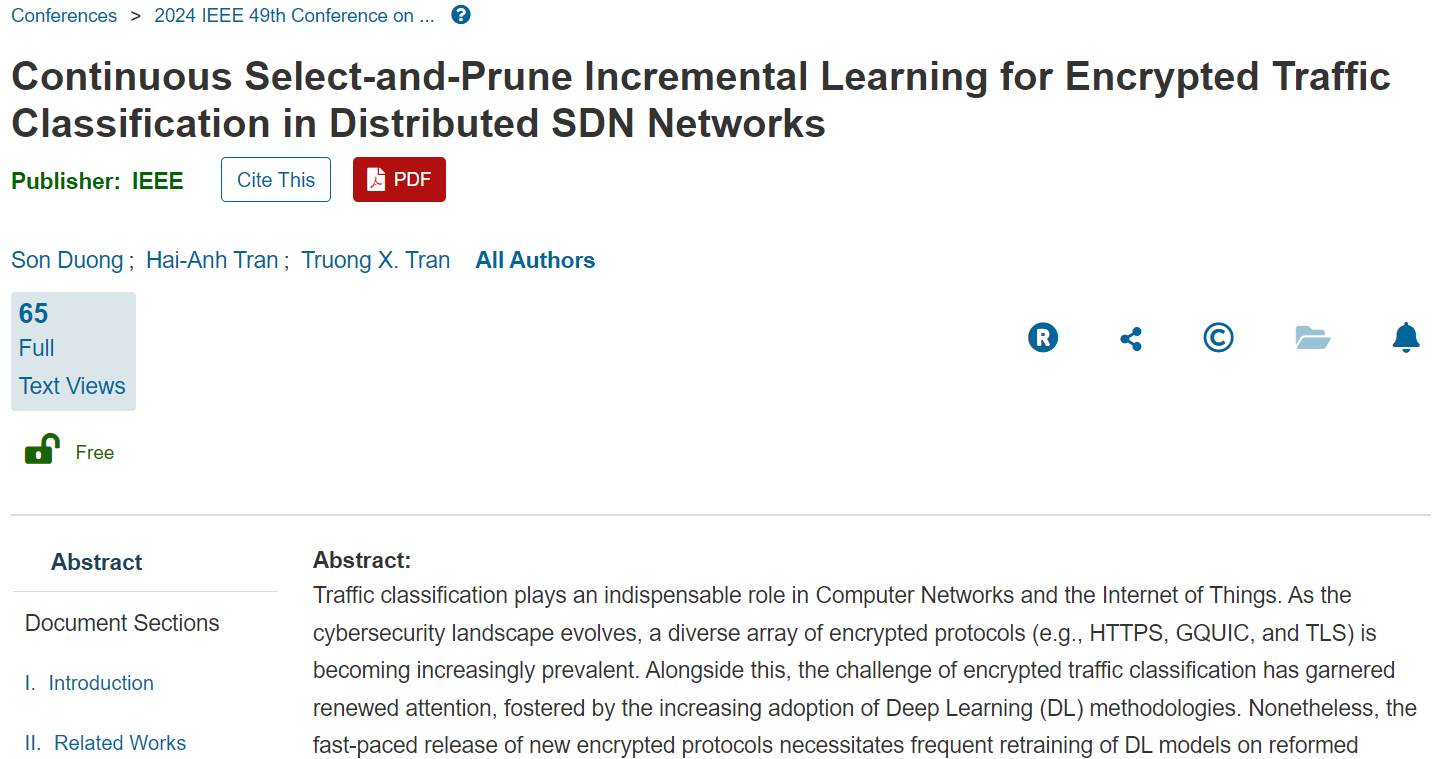 Conferences > 2024 IEEE 49th Conference on ... ?
Continuous Select-and-Prune Incremental Learning for Encrypted Traffic
Classification in Distributed SDN Networks
Publisher: IEEE Cite This PDF
Son Duong ; Hai-Anh Tran ; Truong X. Tran All Authors
65
Full
Text Views
R ©
Free
Abstract
Document Sections
I. Introduction
II. Related Works
Abstract:
Traffic classification plays an indispensable role in Computer Networks and the Internet of Things. As the
cybersecurity landscape evolves, a diverse array of encrypted protocols (e.g., HTTPS, GQUIC, and TLS) is
becoming increasingly prevalent. Alongside this, the challenge of encrypted traffic classification has garnered
renewed attention, fostered by the increasing adoption of Deep Learning (DL) methodologies. Nonetheless, the
fast-paced release of new encrypted protocols necessitates frequent retraining of DL models on reformed